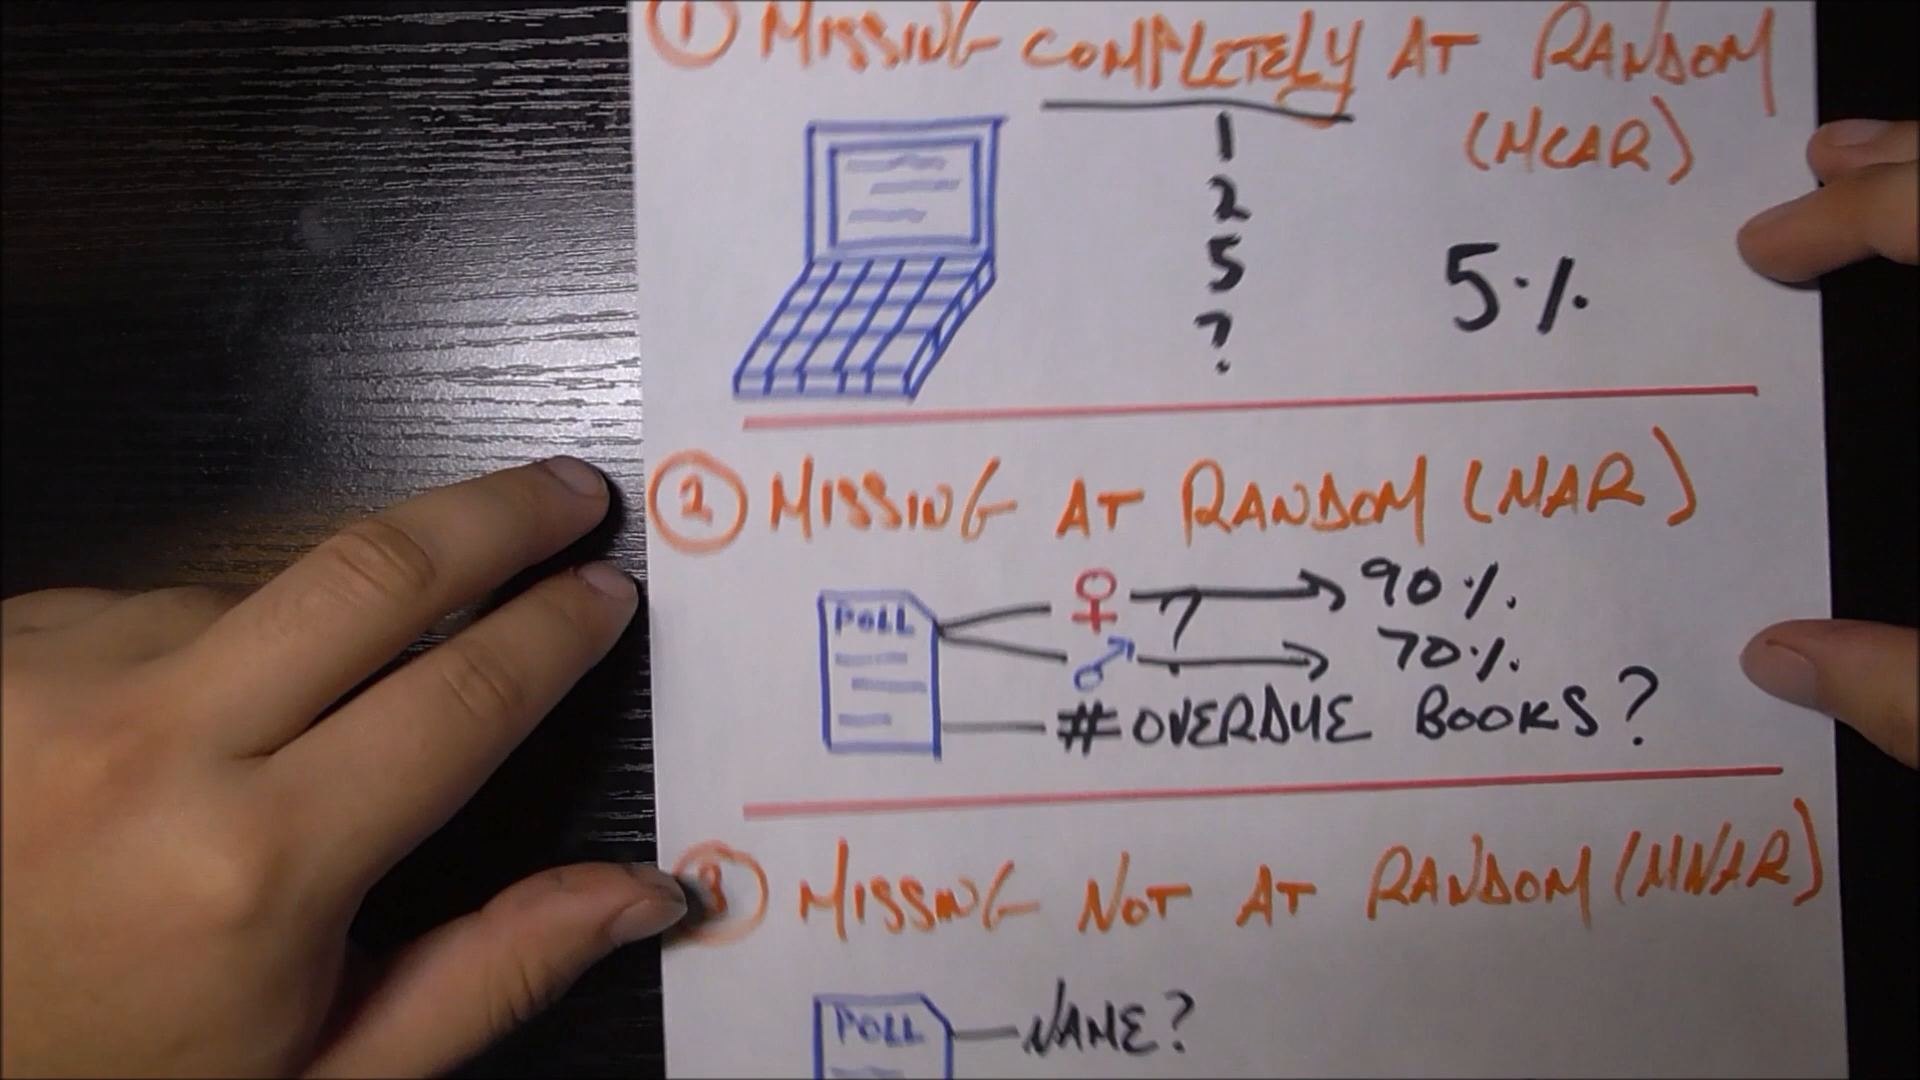 1 MISSING COMPLETELY AT RANDOM
(MCAR)
1
2
5
?
5%
2 MISSING AT RANDOM (MAR)
POLL
♀ → 90%
?
♂ → 70%
# OVERDUE BOOKS?
3 MISSING NOT AT RANDOM (MNAR)
POLL
NAME?